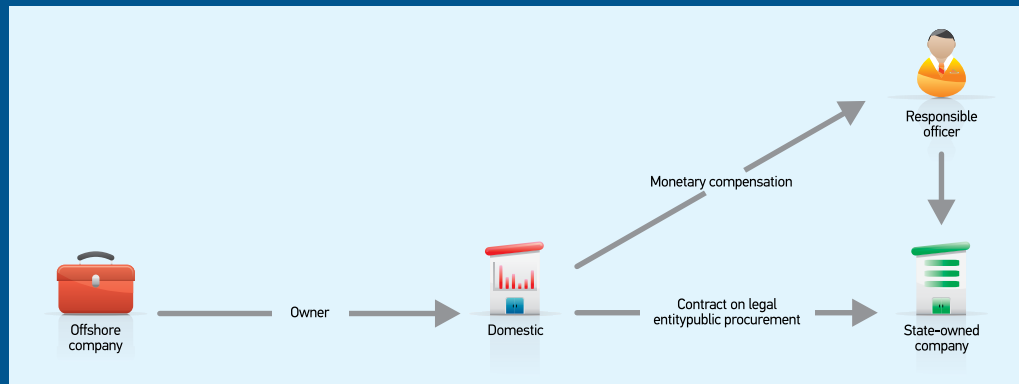 Responsible
officer
Monetary compensation
Offshore
company
Owner
Domestic
Contract on legal
entitypublic procurement
State-owned
company